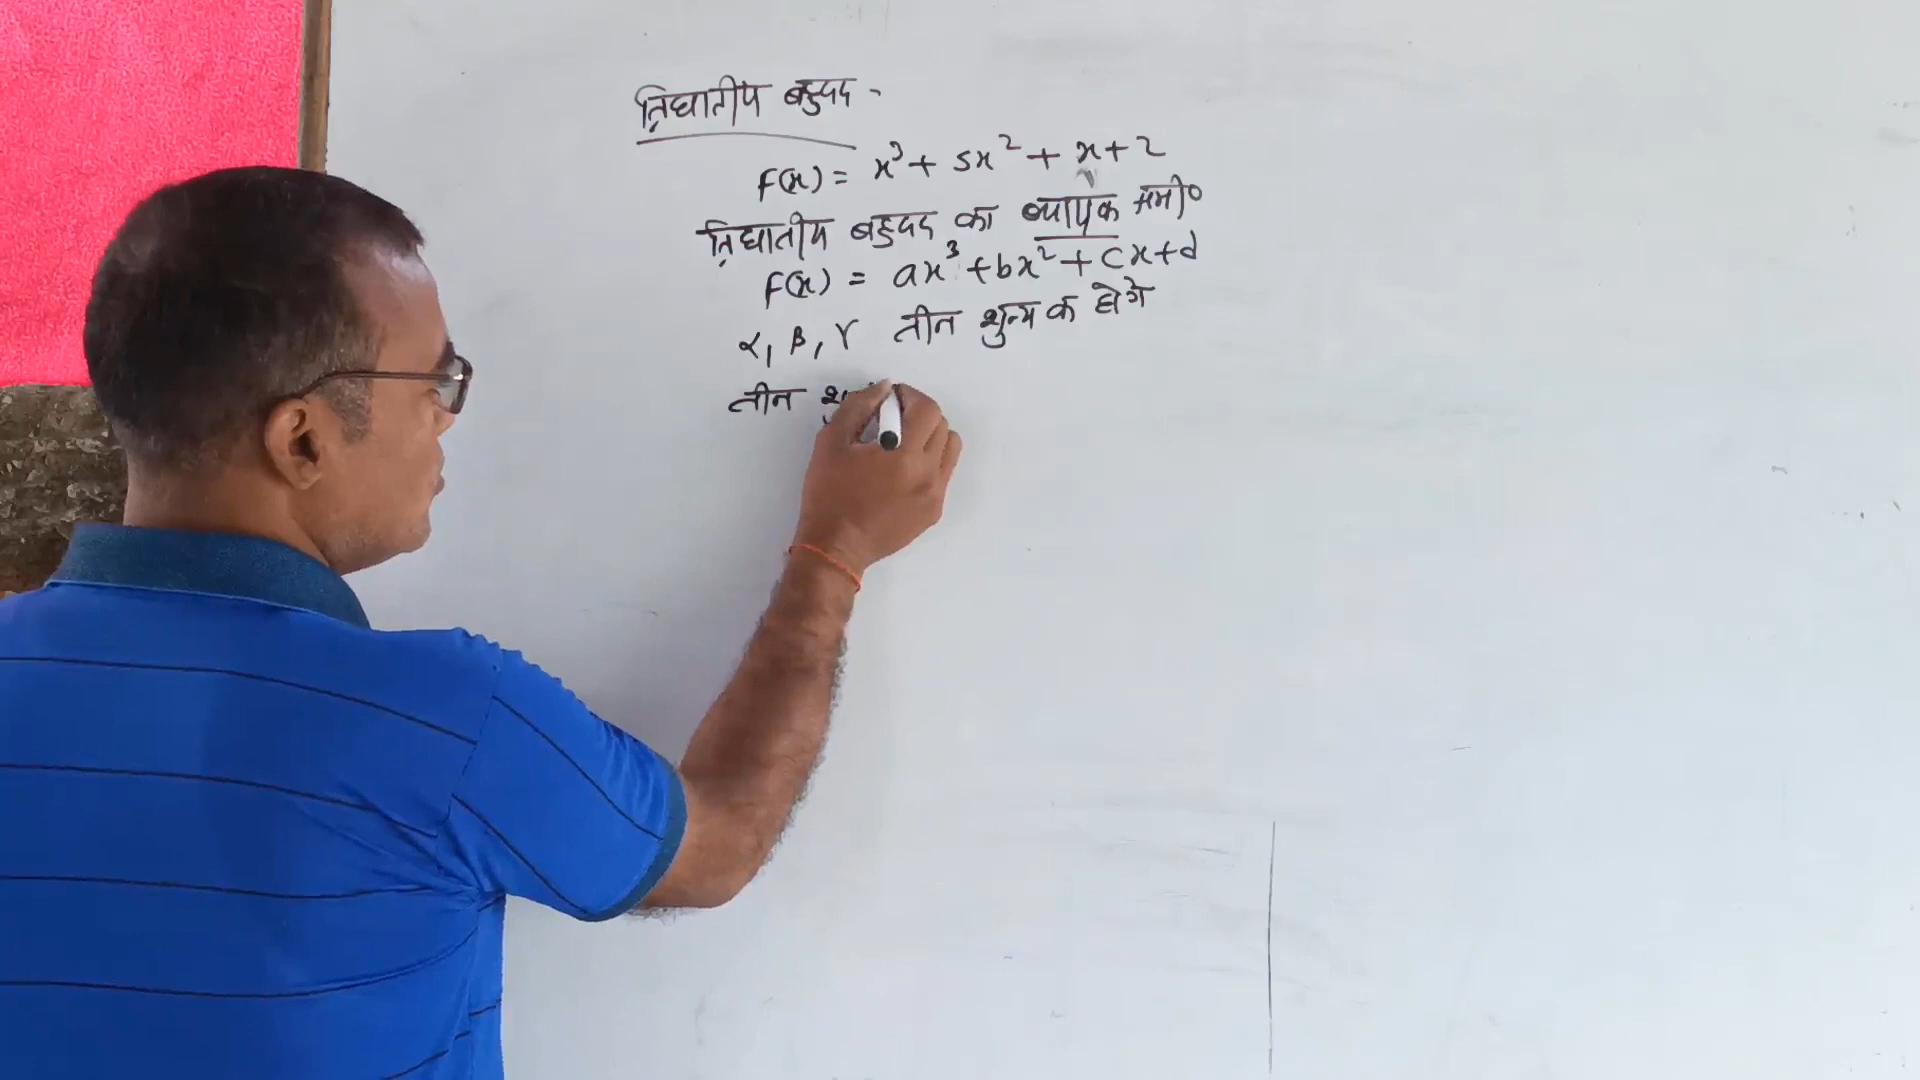 त्रिघातीय बहुपद -
F(x) = x³ + 5x² + x + 2
त्रिघातीय बहुपद का व्यापक समी०
F(x) = ax³ + bx² + cx + d
α, β, γ तीन शुन्यक होगे
तीन